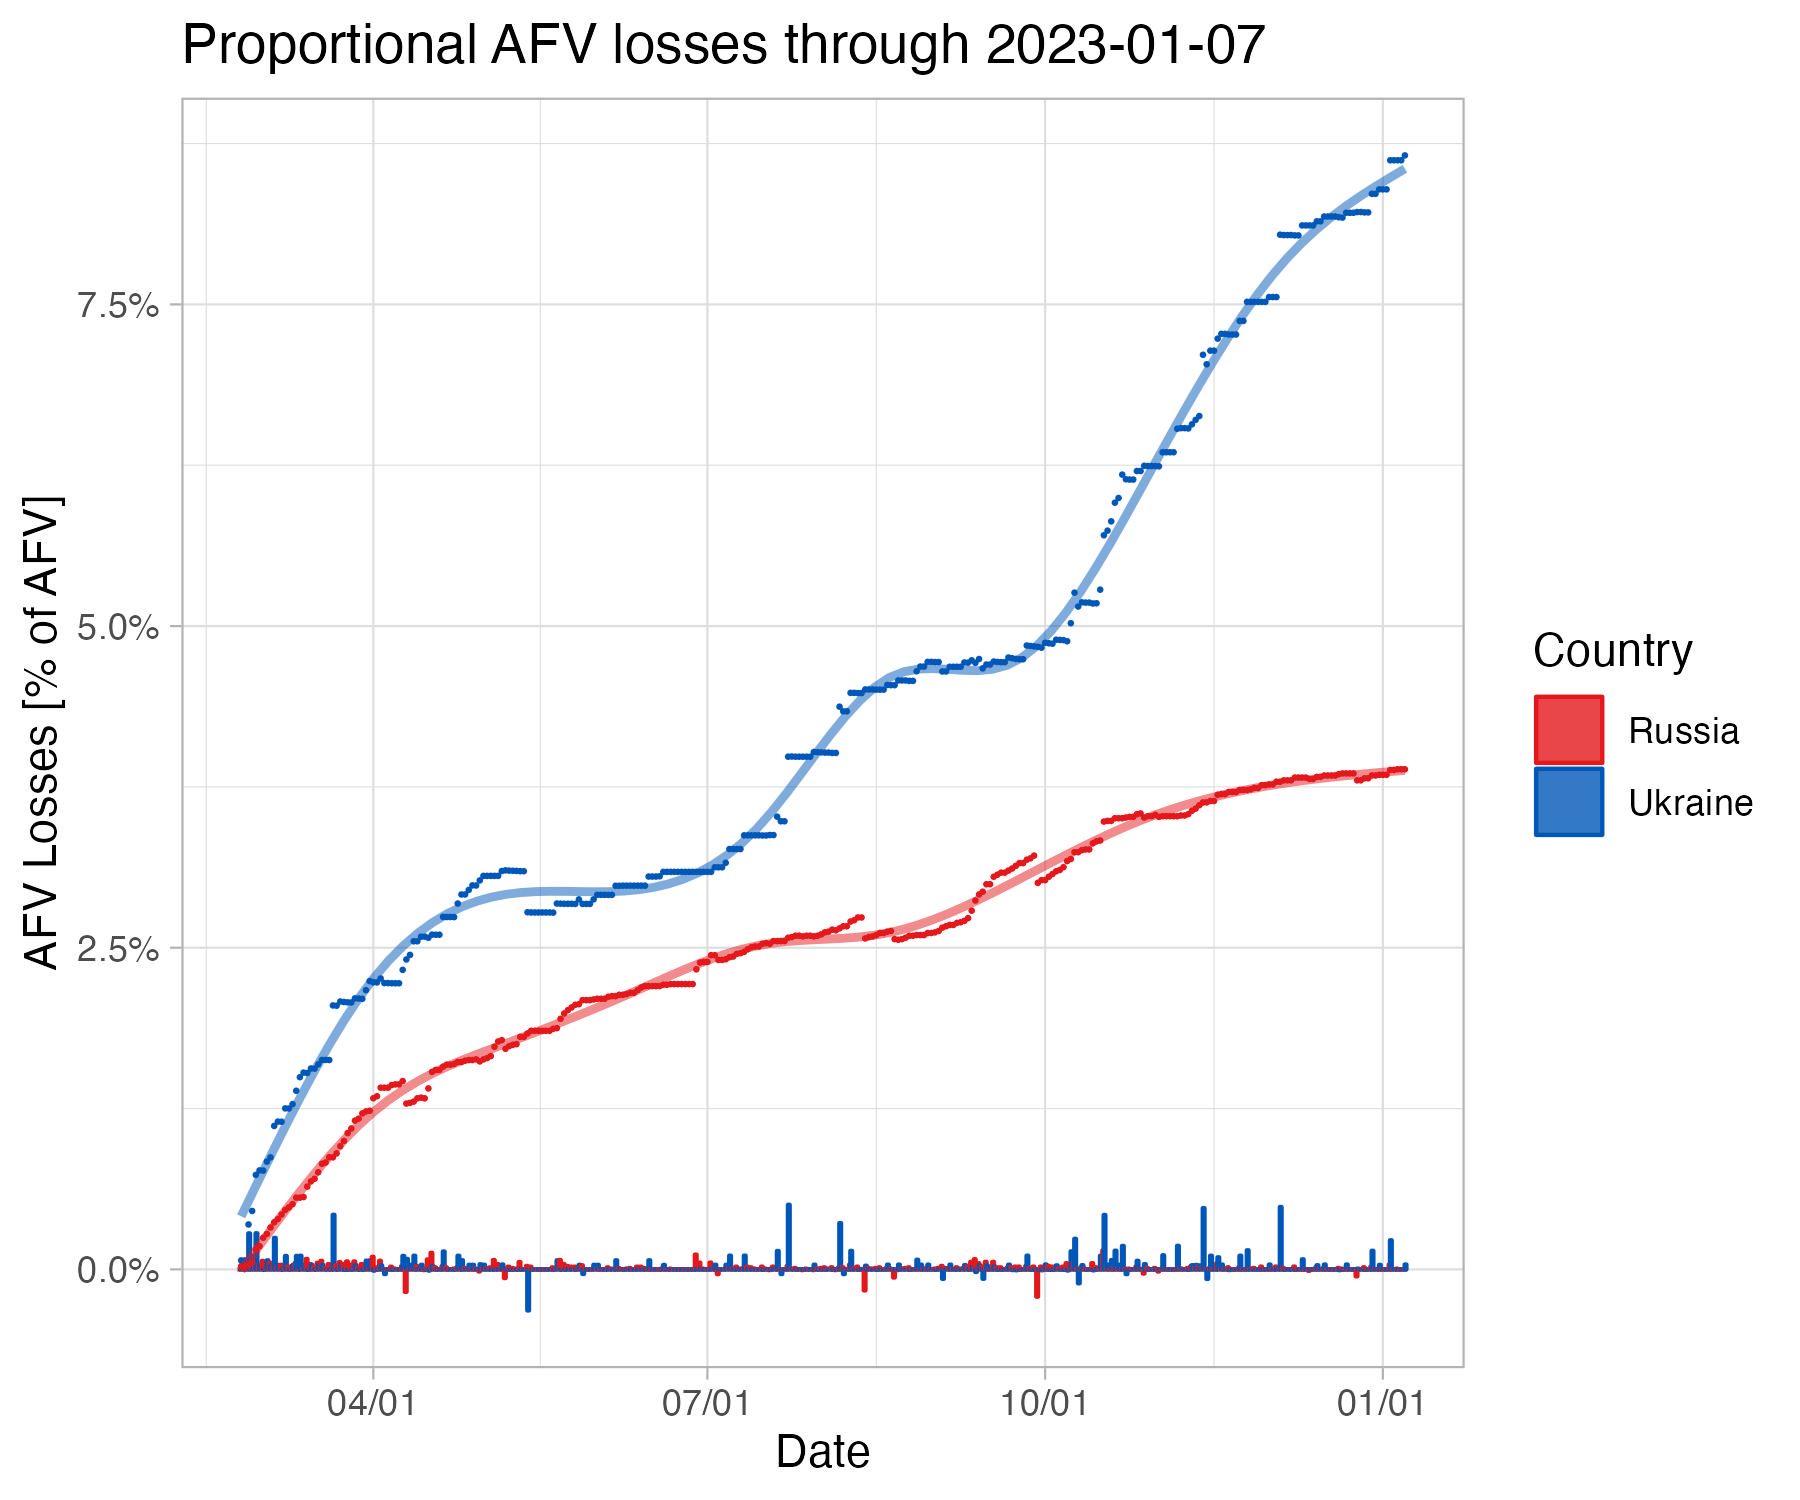 Proportional AFV losses through 2023-01-07
AFV Losses [% of AFV]
7.5%
5.0%
2.5%
0.0%
04/01
07/01
10/01
01/01
Date
Country
Russia
Ukraine